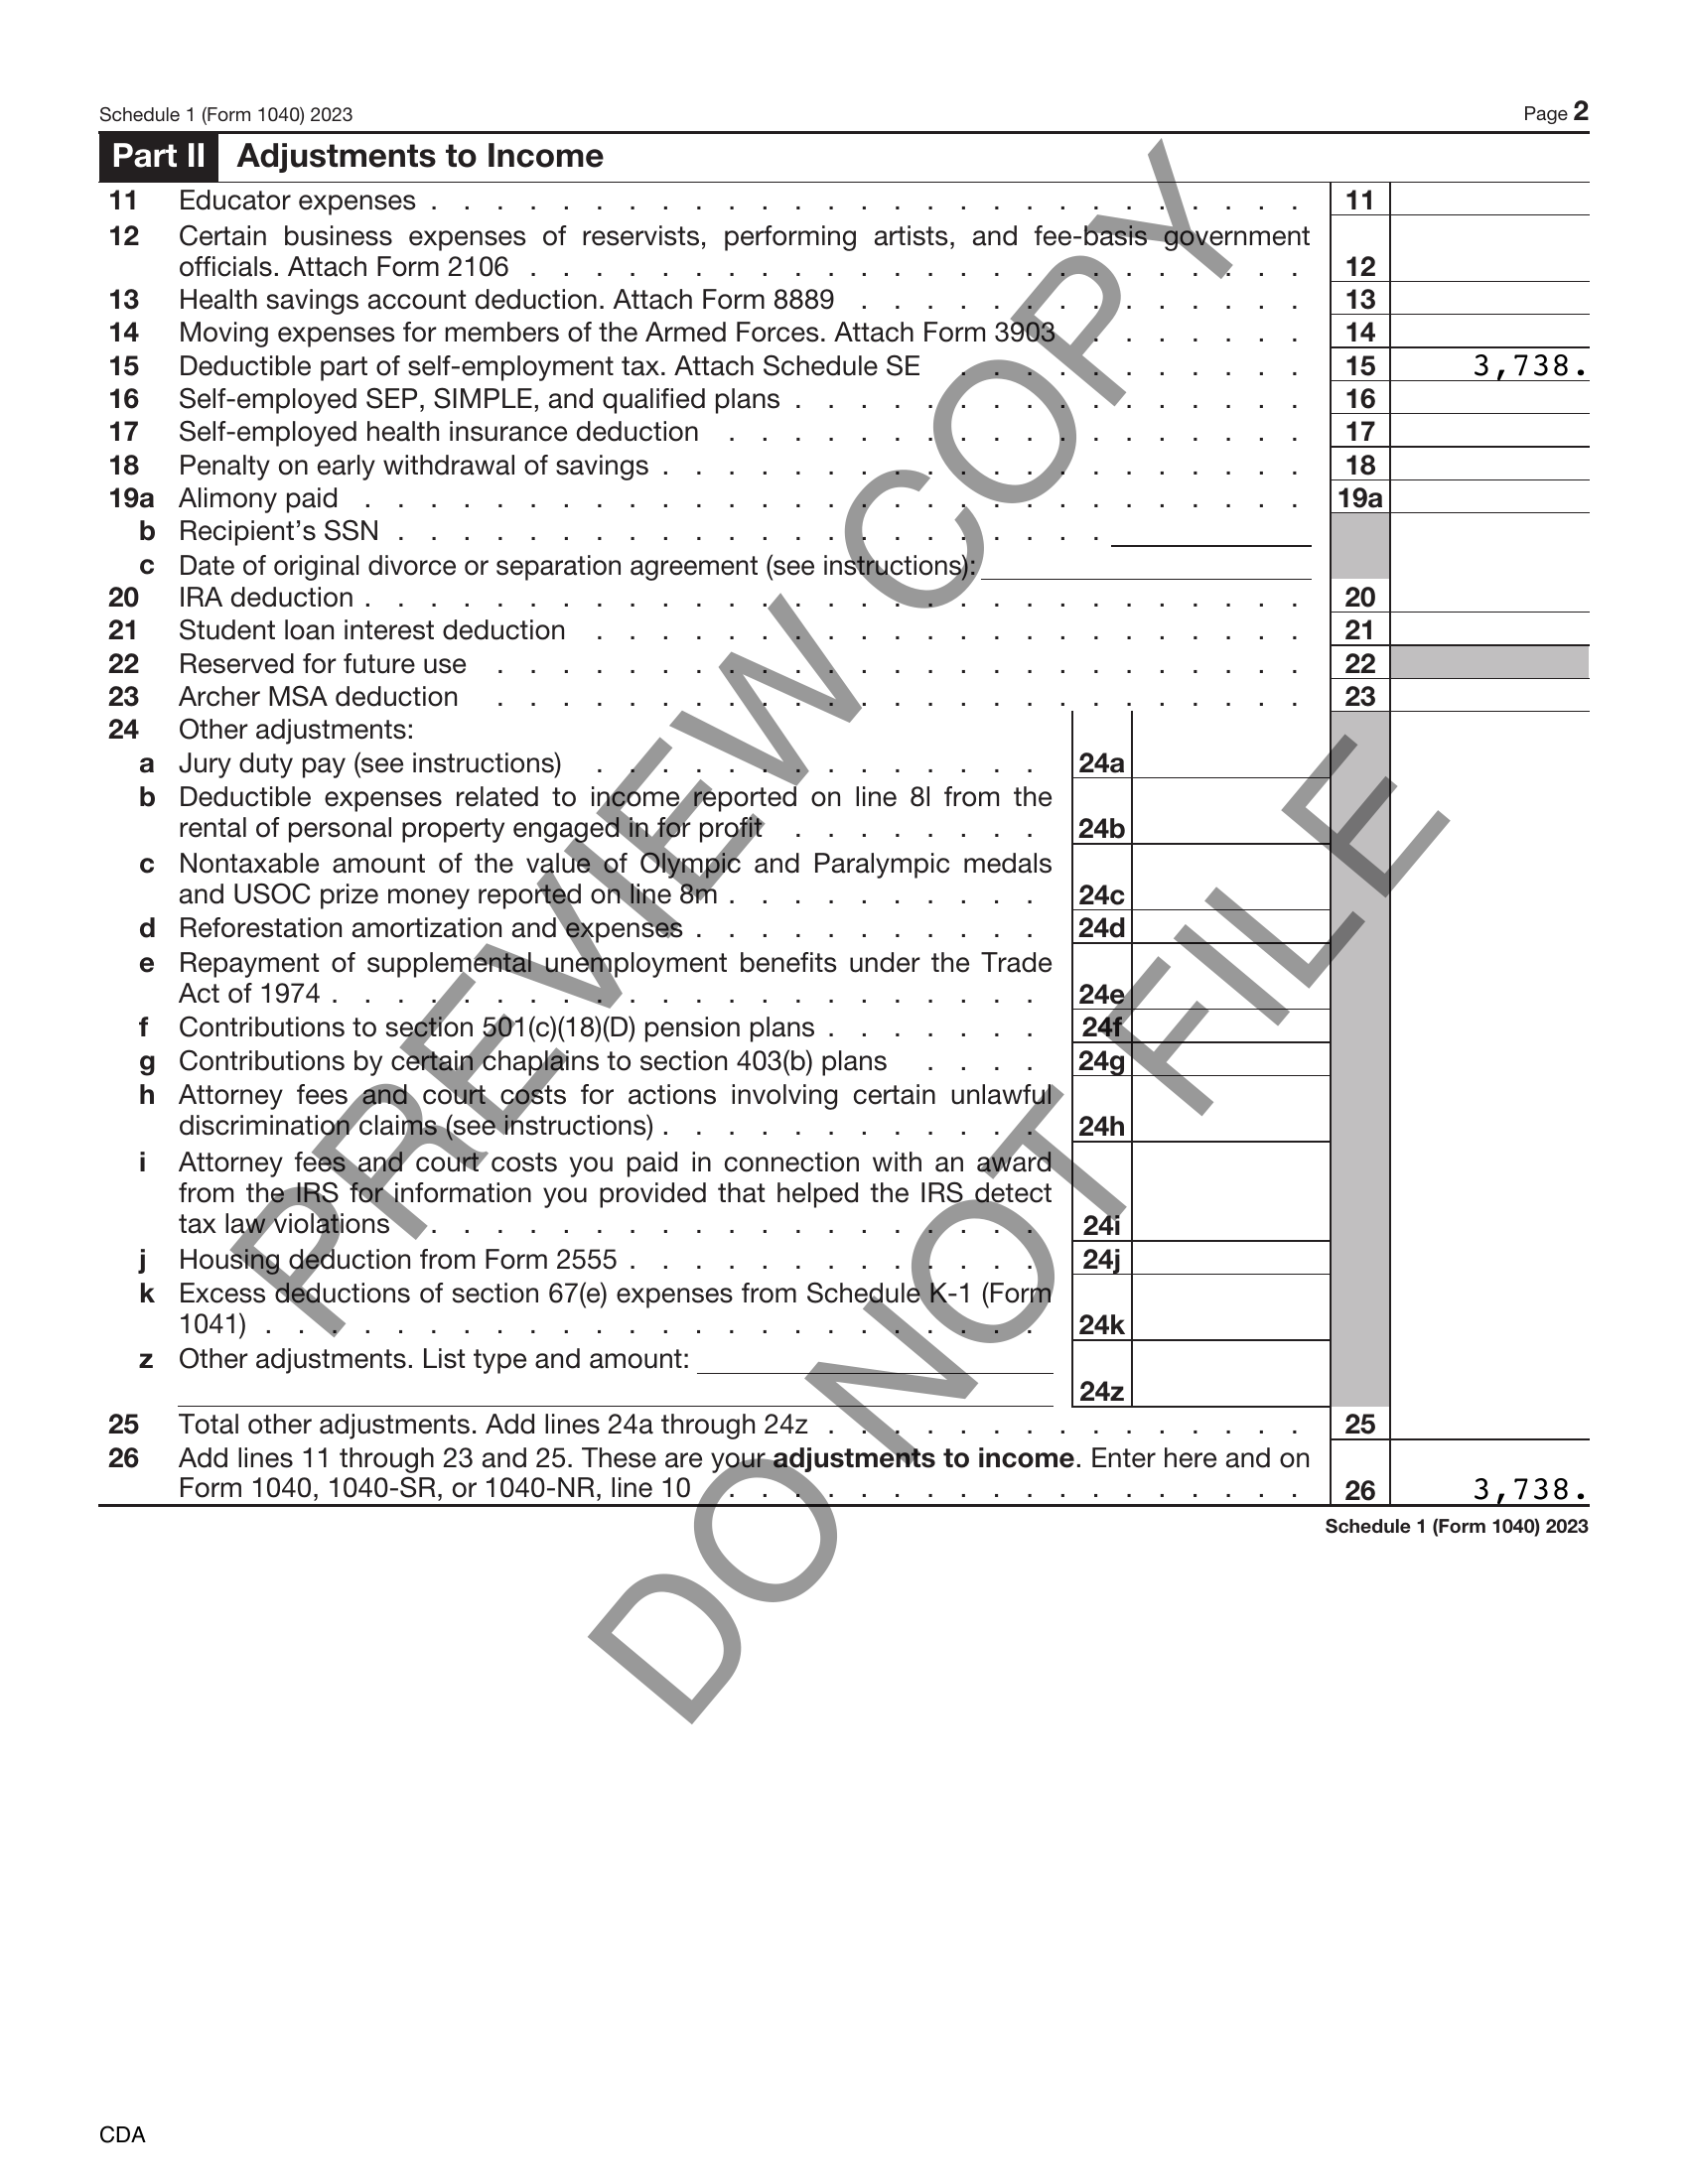 Schedule 1 (Form 1040) 2023 Page 2
Part II Adjustments to Income
11 Educator expenses . . . . . . . . . . . . . . . . . . . . . . . . . . . 11
12 Certain business expenses of reservists, performing artists, and fee-basis government
officials. Attach Form 2106 . . . . . . . . . . . . . . . . . . . . . . . . 12
13 Health savings account deduction. Attach Form 8889 . . . . . . . . . . . . . . 13
14 Moving expenses for members of the Armed Forces. Attach Form 3903 . . . . . . . 14
15 Deductible part of self-employment tax. Attach Schedule SE . . . . . . . . . . . 15 3,738.
16 Self-employed SEP, SIMPLE, and qualified plans . . . . . . . . . . . . . . . . 16
17 Self-employed health insurance deduction . . . . . . . . . . . . . . . . . . 17
18 Penalty on early withdrawal of savings . . . . . . . . . . . . . . . . . . . . 18
19a Alimony paid . . . . . . . . . . . . . . . . . . . . . . . . . . . . . 19a
b Recipient's SSN . . . . . . . . . . . . . . . . . . . . . .
c Date of original divorce or separation agreement (see instructions):
20 IRA deduction . . . . . . . . . . . . . . . . . . . . . . . . . . . . . 20
21 Student loan interest deduction . . . . . . . . . . . . . . . . . . . . . . 21
22 Reserved for future use . . . . . . . . . . . . . . . . . . . . . . . . . 22
23 Archer MSA deduction . . . . . . . . . . . . . . . . . . . . . . . . . 23
24 Other adjustments:
a Jury duty pay (see instructions) . . . . . . . . . . . . . . 24a
b Deductible expenses related to income reported on line 8l from the
rental of personal property engaged in for profit . . . . . . . . 24b
c Nontaxable amount of the value of Olympic and Paralympic medals
and USOC prize money reported on line 8m . . . . . . . . . . 24c
d Reforestation amortization and expenses . . . . . . . . . . . 24d
e Repayment of supplemental unemployment benefits under the Trade
Act of 1974 . . . . . . . . . . . . . . . . . . . . . . 24e
f Contributions to section 501(c)(18)(D) pension plans . . . . . . . 24f
g Contributions by certain chaplains to section 403(b) plans . . . . 24g
h Attorney fees and court costs for actions involving certain unlawful
discrimination claims (see instructions) . . . . . . . . . . . . 24h
i Attorney fees and court costs you paid in connection with an award
from the IRS for information you provided that helped the IRS detect
tax law violations . . . . . . . . . . . . . . . . . . . 24i
j Housing deduction from Form 2555 . . . . . . . . . . . . . 24j
k Excess deductions of section 67(e) expenses from Schedule K-1 (Form
1041) . . . . . . . . . . . . . . . . . . . . . . . . 24k
z Other adjustments. List type and amount:
24z
25 Total other adjustments. Add lines 24a through 24z . . . . . . . . . . . . . . . 25
26 Add lines 11 through 23 and 25. These are your adjustments to income. Enter here and on
Form 1040, 1040-SR, or 1040-NR, line 10 . . . . . . . . . . . . . . . . . . 26 3,738.
Schedule 1 (Form 1040) 2023
PREVIEW COPY
DO NOT FILE
CDA